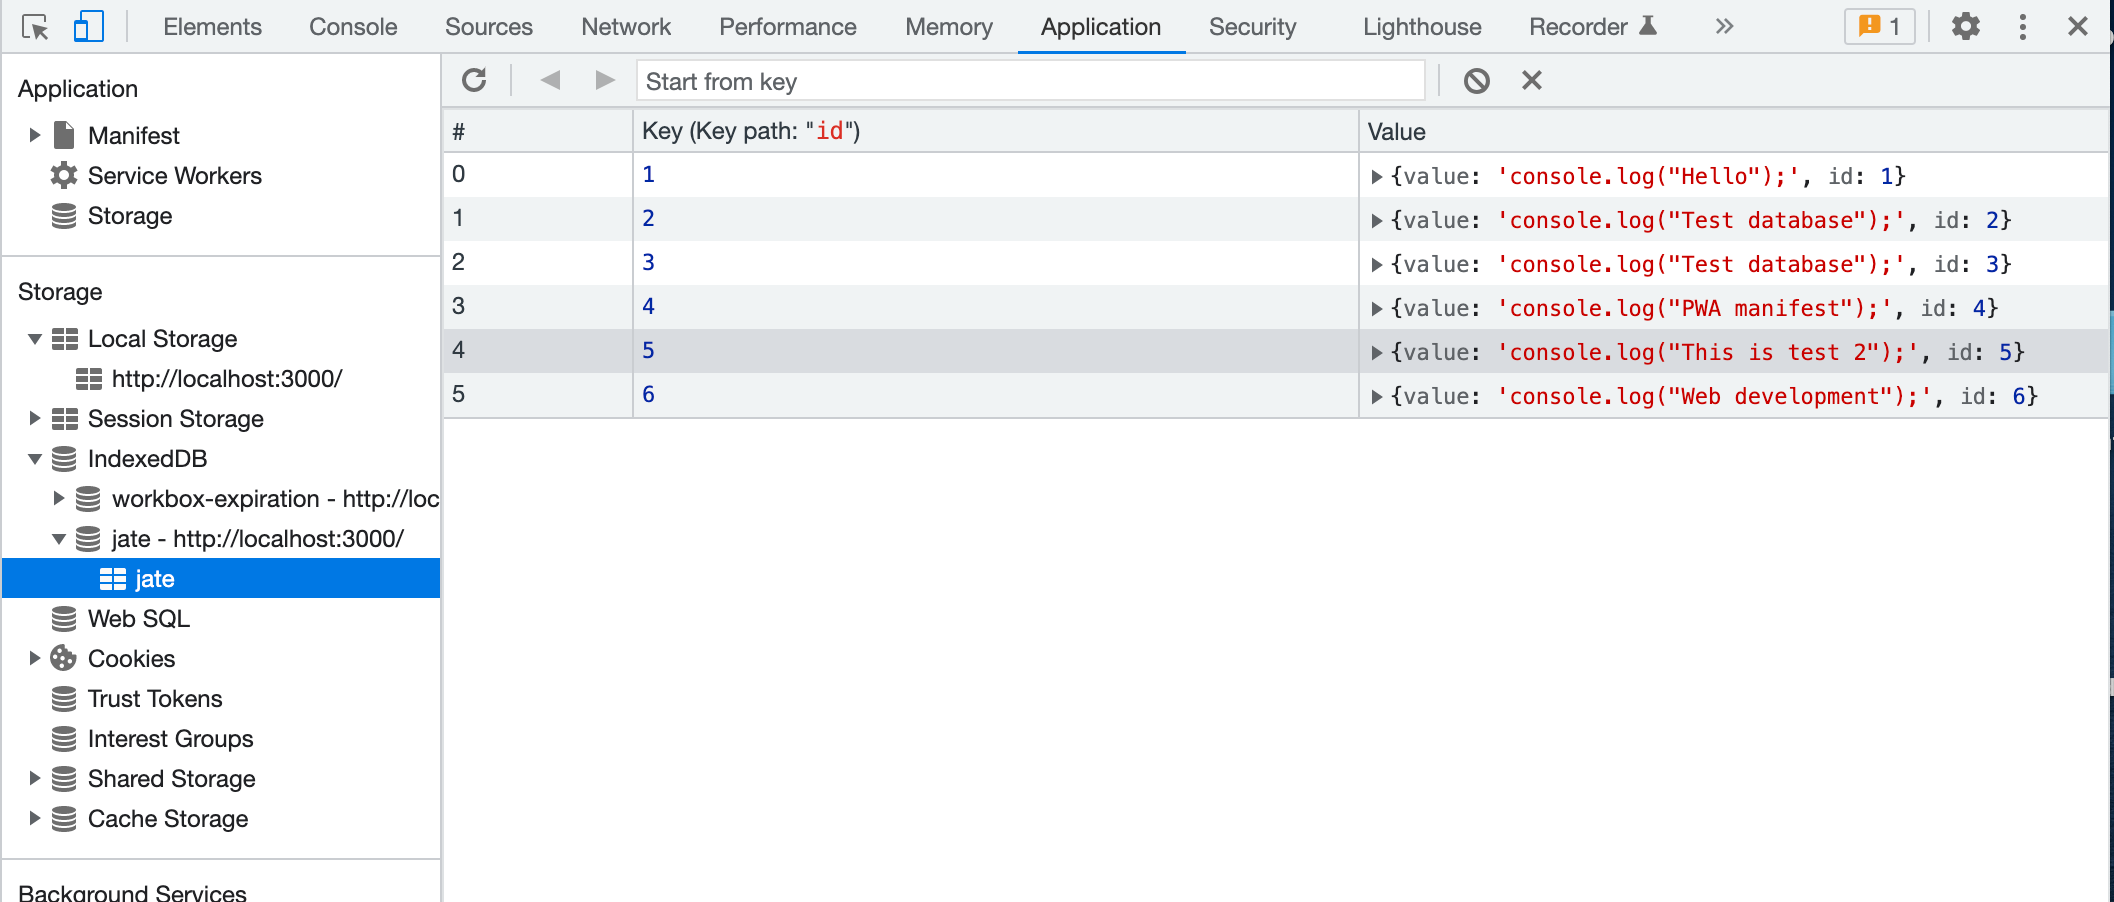 Elements Console Sources Network Performance Memory Application Security Lighthouse Recorder 1
Application
Manifest
Service Workers
Storage
Storage
Local Storage
http://localhost:3000/
Session Storage
IndexedDB
workbox-expiration - http://loc
jate - http://localhost:3000/
jate
Web SQL
Cookies
Trust Tokens
Interest Groups
Shared Storage
Cache Storage
Background Services
Start from key
# Key (Key path: "id") Value
0 1 {value: 'console.log("Hello");', id: 1}
1 2 {value: 'console.log("Test database");', id: 2}
2 3 {value: 'console.log("Test database");', id: 3}
3 4 {value: 'console.log("PWA manifest");', id: 4}
4 5 {value: 'console.log("This is test 2");', id: 5}
5 6 {value: 'console.log("Web development");', id: 6}